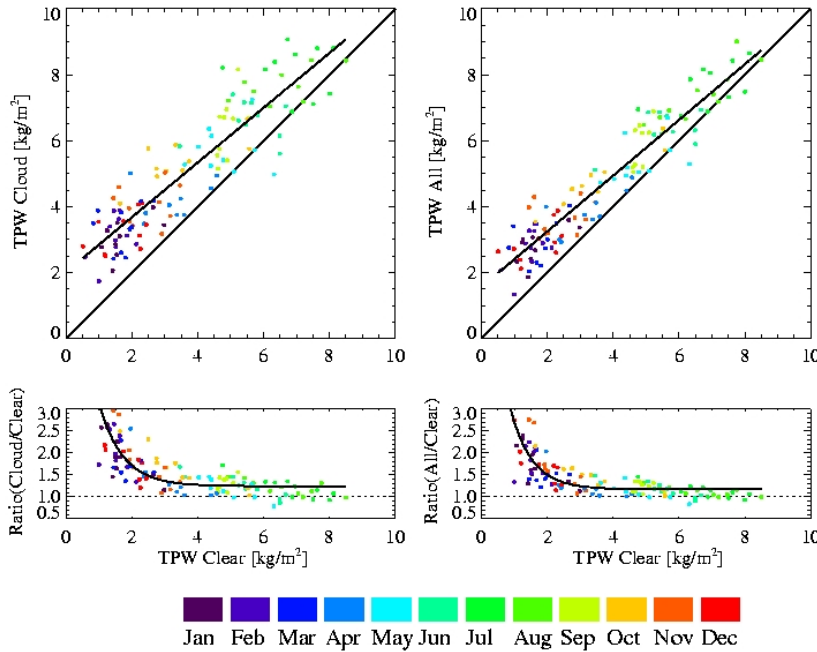 10
8
6
4
2
0
TPW Cloud [kg/m²]
0 2 4 6 8 10
10
8
6
4
2
0
TPW All [kg/m²]
0 2 4 6 8 10
3.0
2.5
2.0
1.5
1.0
0.5
Ratio(Cloud/Clear)
0 2 4 6 8 10
TPW Clear [kg/m²]
3.0
2.5
2.0
1.5
1.0
0.5
Ratio(All/Clear)
0 2 4 6 8 10
TPW Clear [kg/m²]
Jan Feb Mar Apr May Jun Jul Aug Sep Oct Nov Dec